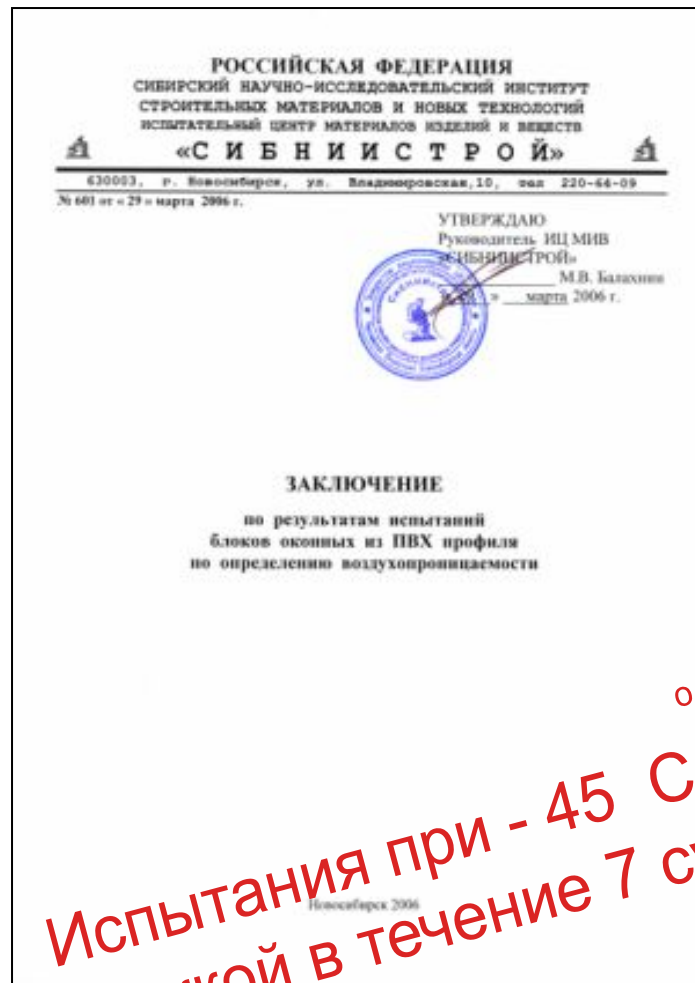 РОССИЙСКАЯ ФЕДЕРАЦИЯ
СИБИРСКИЙ НАУЧНО-ИССЛЕДОВАТЕЛЬСКИЙ ИНСТИТУТ
СТРОИТЕЛЬНЫХ МАТЕРИАЛОВ И НОВЫХ ТЕХНОЛОГИЙ
ИСПЫТАТЕЛЬНЫЙ ЦЕНТР МАТЕРИАЛОВ ИЗДЕЛИЙ И ВЕЩЕСТВ
«С И Б Н И И С Т Р О Й»
630003, г. Новосибирск, ул. Владимировская,10, тел 220-64-09
№ 601 от « 29 » марта 2006 г.
УТВЕРЖДАЮ
Руководитель ИЦ МИВ
«СИБНИИСТРОЙ»
М.В. Балахнин
» марта 2006 г.
ЗАКЛЮЧЕНИЕ
по результатам испытаний
блоков оконных из ПВХ профиля
по определению воздухопроницаемости
о
Испытания при - 45 С
кой в течение 7 су
Новосибирск 2006